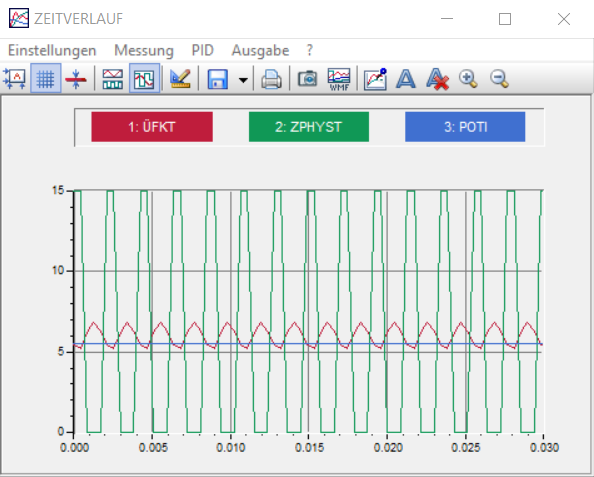 ZEITVERLAUF
Einstellungen Messung PID Ausgabe ?
A WMF A A
1: ÜFKT 2: ZPHYST 3: POTI
15
10
5
0
0.000 0.005 0.010 0.015 0.020 0.025 0.030